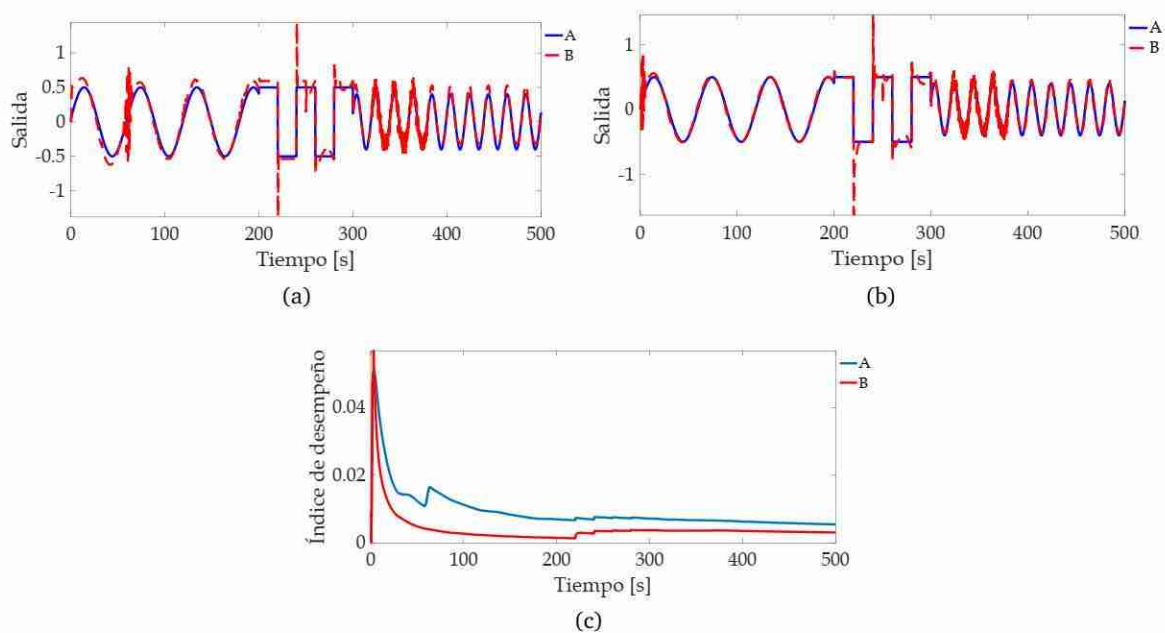 Salida
1
0.5
0
-0.5
-1
0 100 200 300 400 500
Tiempo [s]
A
B
(a)
Salida
1
0
-1
0 100 200 300 400 500
Tiempo [s]
A
B
(b)
Índice de desempeño
0.04
0.02
0
0 100 200 300 400 500
Tiempo [s]
A
B
(c)